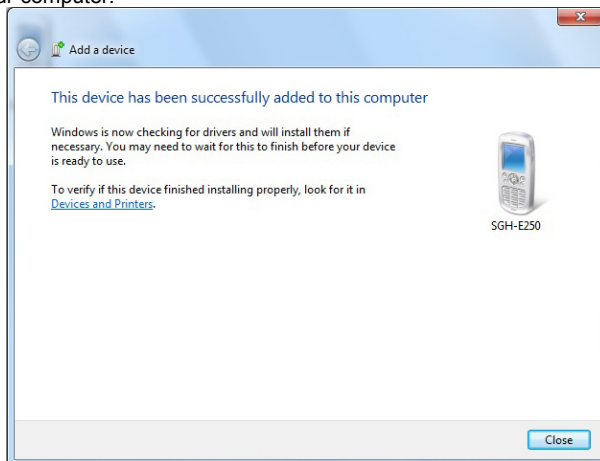 ur computer.
Add a device
This device has been successfully added to this computer
Windows is now checking for drivers and will install them if
necessary. You may need to wait for this to finish before your device
is ready to use.
To verify if this device finished installing properly, look for it in
Devices and Printers.
SGH-E250
Close